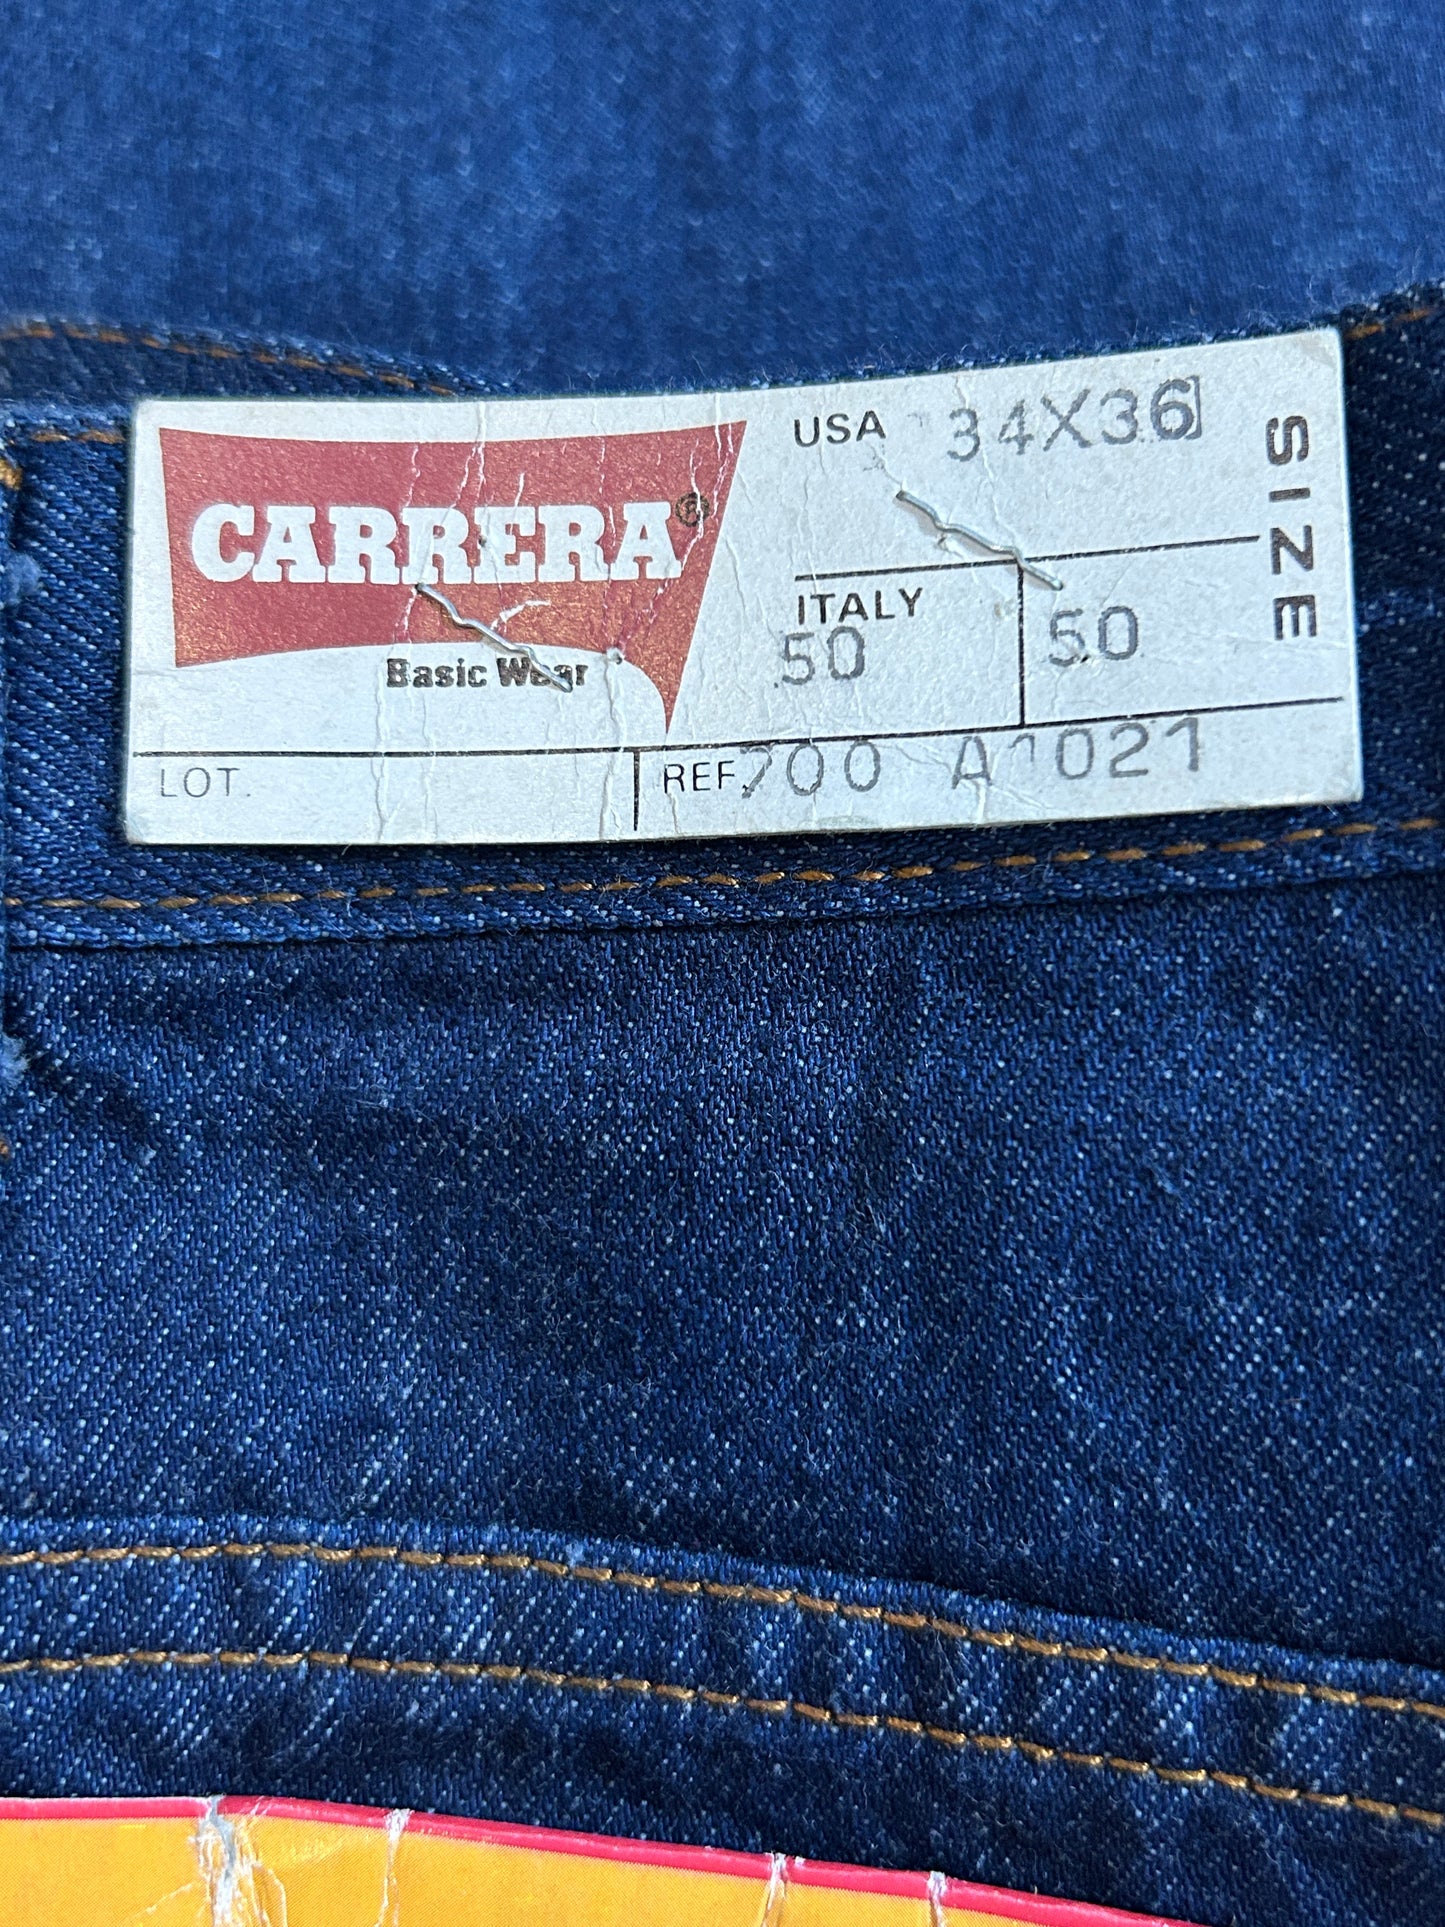 CARRERA®
Basic Wear
USA 34X36
ITALY
50
50
SIZE
LOT.
REF. 700 A1021